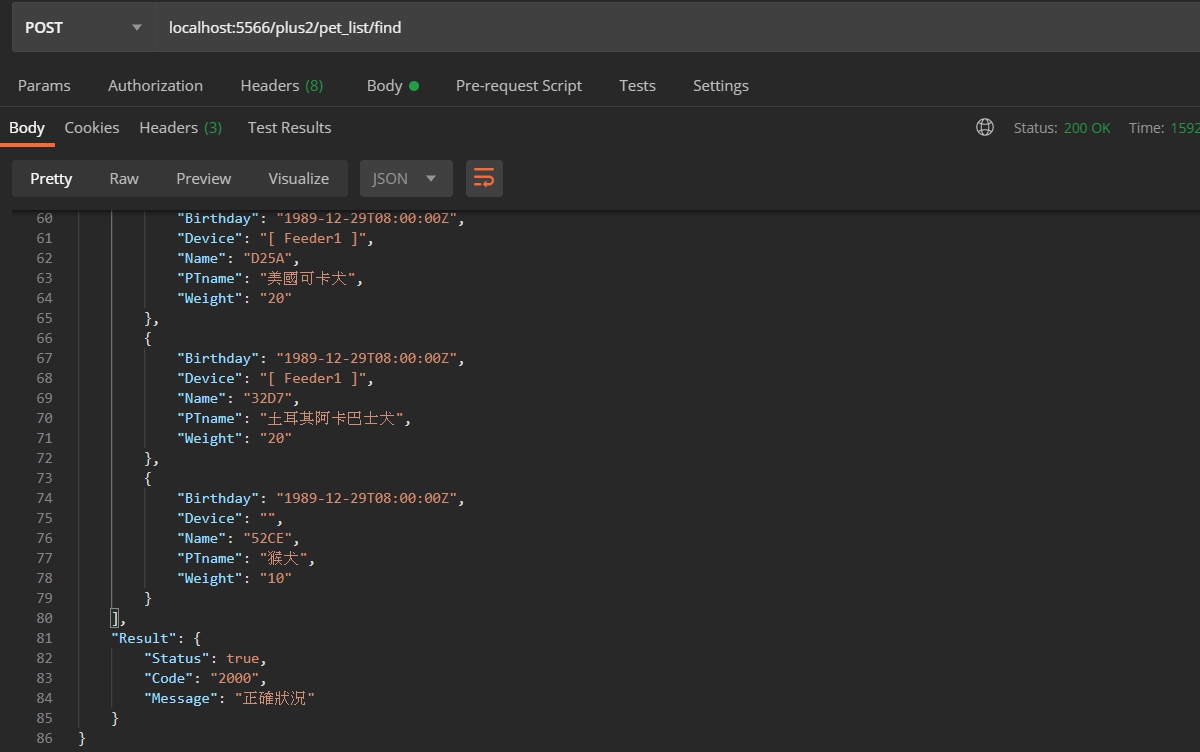 POST localhost:5566/plus2/pet_list/find
Params Authorization Headers (8) Body Pre-request Script Tests Settings
Body Cookies Headers (3) Test Results Status: 200 OK Time: 1592
Pretty Raw Preview Visualize JSON
60 "Birthday": "1989-12-29T08:00:00Z",
61 "Device": "[ Feeder1 ]",
62 "Name": "D25A",
63 "PTname": "美國可卡犬",
64 "Weight": "20"
65 },
66 {
67 "Birthday": "1989-12-29T08:00:00Z",
68 "Device": "[ Feeder1 ]",
69 "Name": "32D7",
70 "PTname": "土耳其阿卡巴士犬",
71 "Weight": "20"
72 },
73 {
74 "Birthday": "1989-12-29T08:00:00Z",
75 "Device": "",
76 "Name": "52CE",
77 "PTname": "猴犬",
78 "Weight": "10"
79 }
80 ],
81 "Result": {
82 "Status": true,
83 "Code": "2000",
84 "Message": "正確狀況"
85 }
86 }